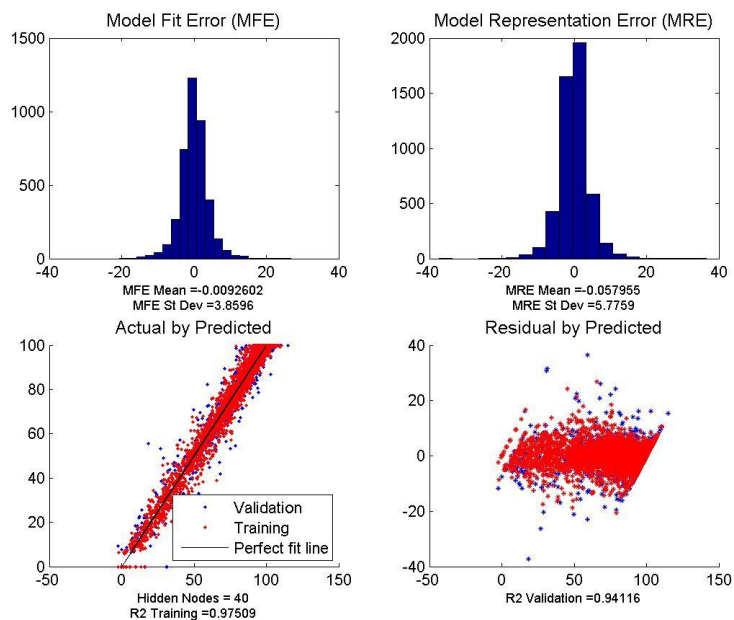 Model Fit Error (MFE)
1500
1000
500
0
-40 -20 0 20 40
MFE Mean =-0.0092602
MFE St Dev =3.8596
Model Representation Error (MRE)
2000
1500
1000
500
0
-40 -20 0 20 40
MRE Mean =-0.057955
MRE St Dev =5.7759
Actual by Predicted
100
80
60
40
20
0
-50 0 50 100 150
Validation
Training
Perfect fit line
Hidden Nodes = 40
R2 Training =0.97509
Residual by Predicted
40
20
0
-20
-40
-50 0 50 100 150
R2 Validation =0.94116